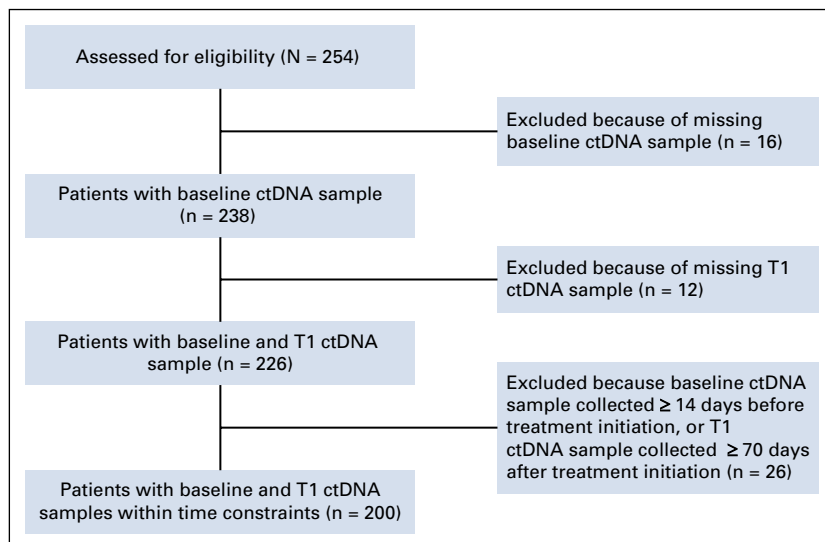 Assessed for eligibility (N = 254)
Excluded because of missing
baseline ctDNA sample (n = 16)
Patients with baseline ctDNA sample
(n = 238)
Excluded because of missing T1
ctDNA sample (n = 12)
Patients with baseline and T1 ctDNA
sample (n = 226)
Excluded because baseline ctDNA
sample collected ≥ 14 days before
treatment initiation, or T1
ctDNA sample collected ≥ 70 days
after treatment initiation (n = 26)
Patients with baseline and T1 ctDNA
samples within time constraints (n = 200)